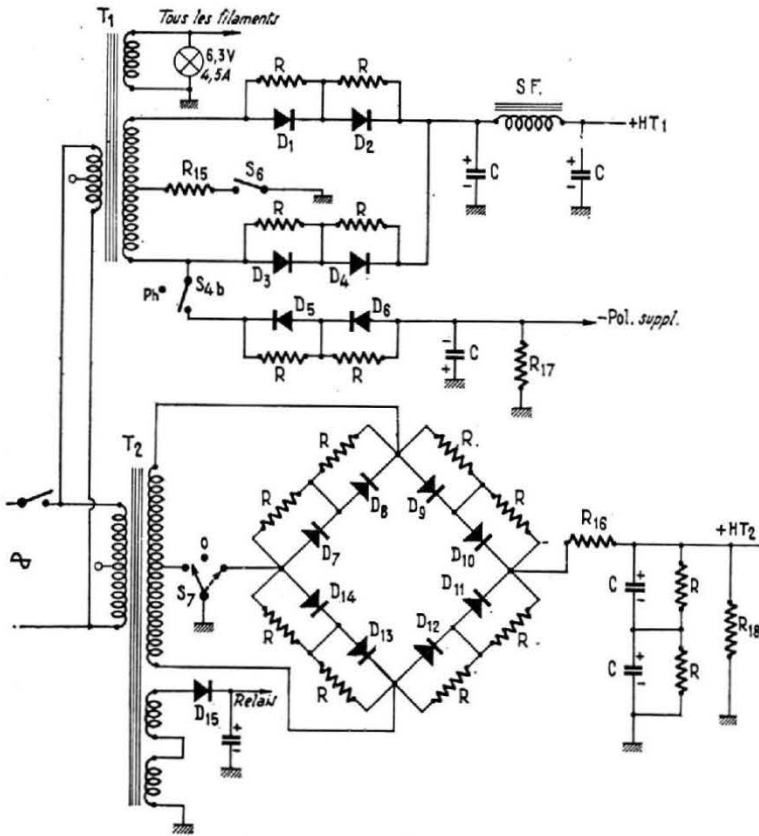 T1
Tous les filaments
6,3V
4,5A
R R
S F.
D1 D2
+HT1
C C
R15 S6
R R
D3 D4
Ph S4b
D5 D6
R R
-Pol. suppl.
C
R17
T2
R R.
R R
D8 D9
D7 D10
O
S7
D14 D11
D13 D12
R R
R R
R16
+HT2
C R
R18
C R
D15
Relais